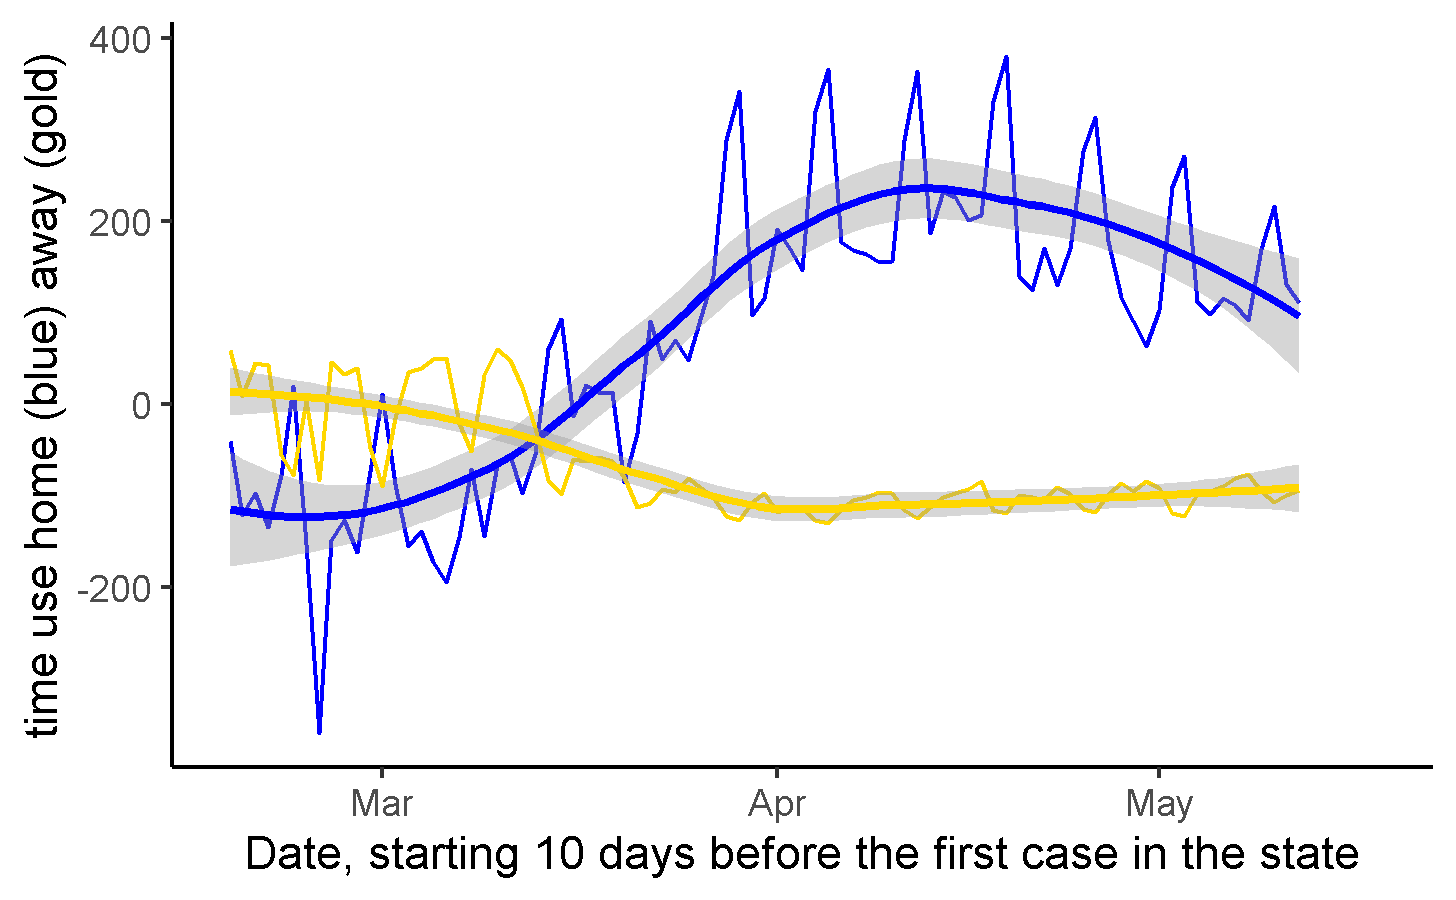 time use home (blue) away (gold)
400
200
0
-200
Mar
Apr
May
Date, starting 10 days before the first case in the state